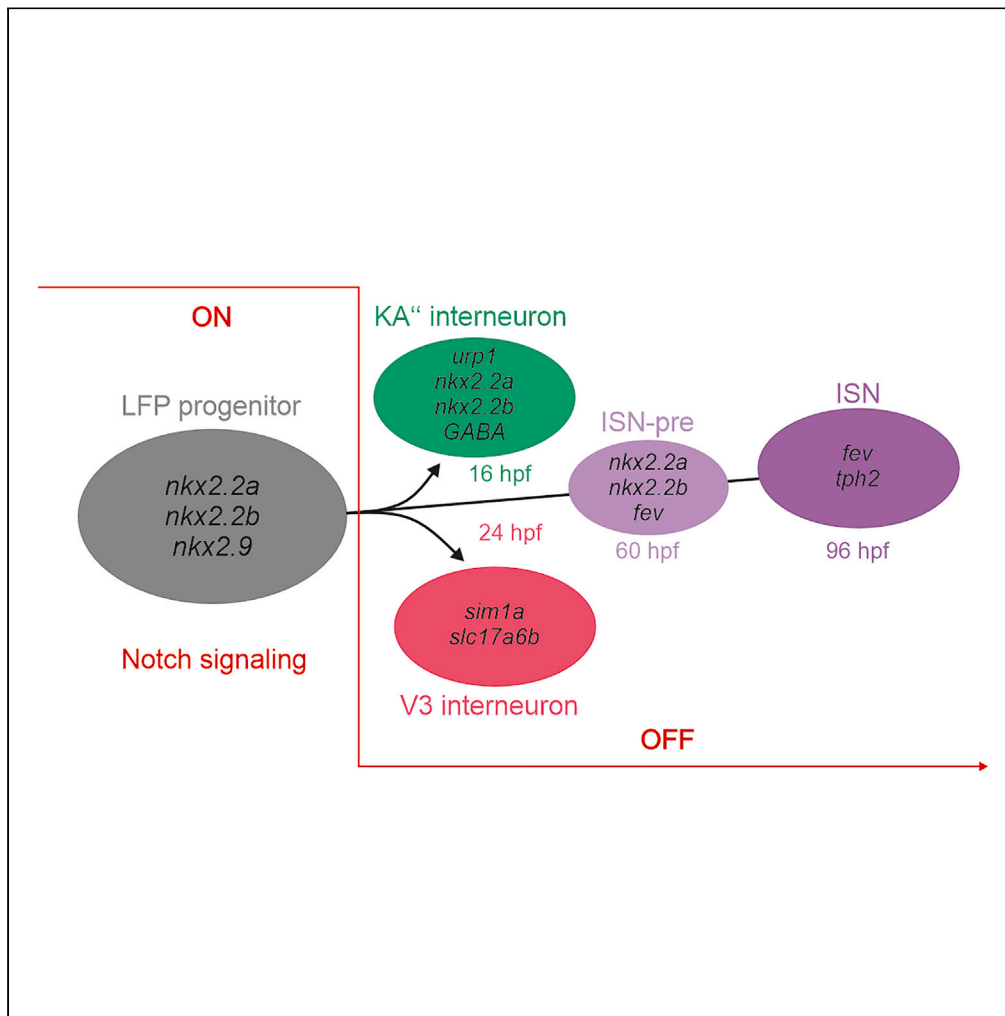 ON
LFP progenitor
nkx2.2a
nkx2.2b
nkx2.9
Notch signaling
KA“ interneuron
urp1
nkx2.2a
nkx2.2b
GABA
16 hpf
24 hpf
sim1a
slc17a6b
V3 interneuron
ISN-pre
nkx2.2a
nkx2.2b
fev
60 hpf
ISN
fev
tph2
96 hpf
OFF